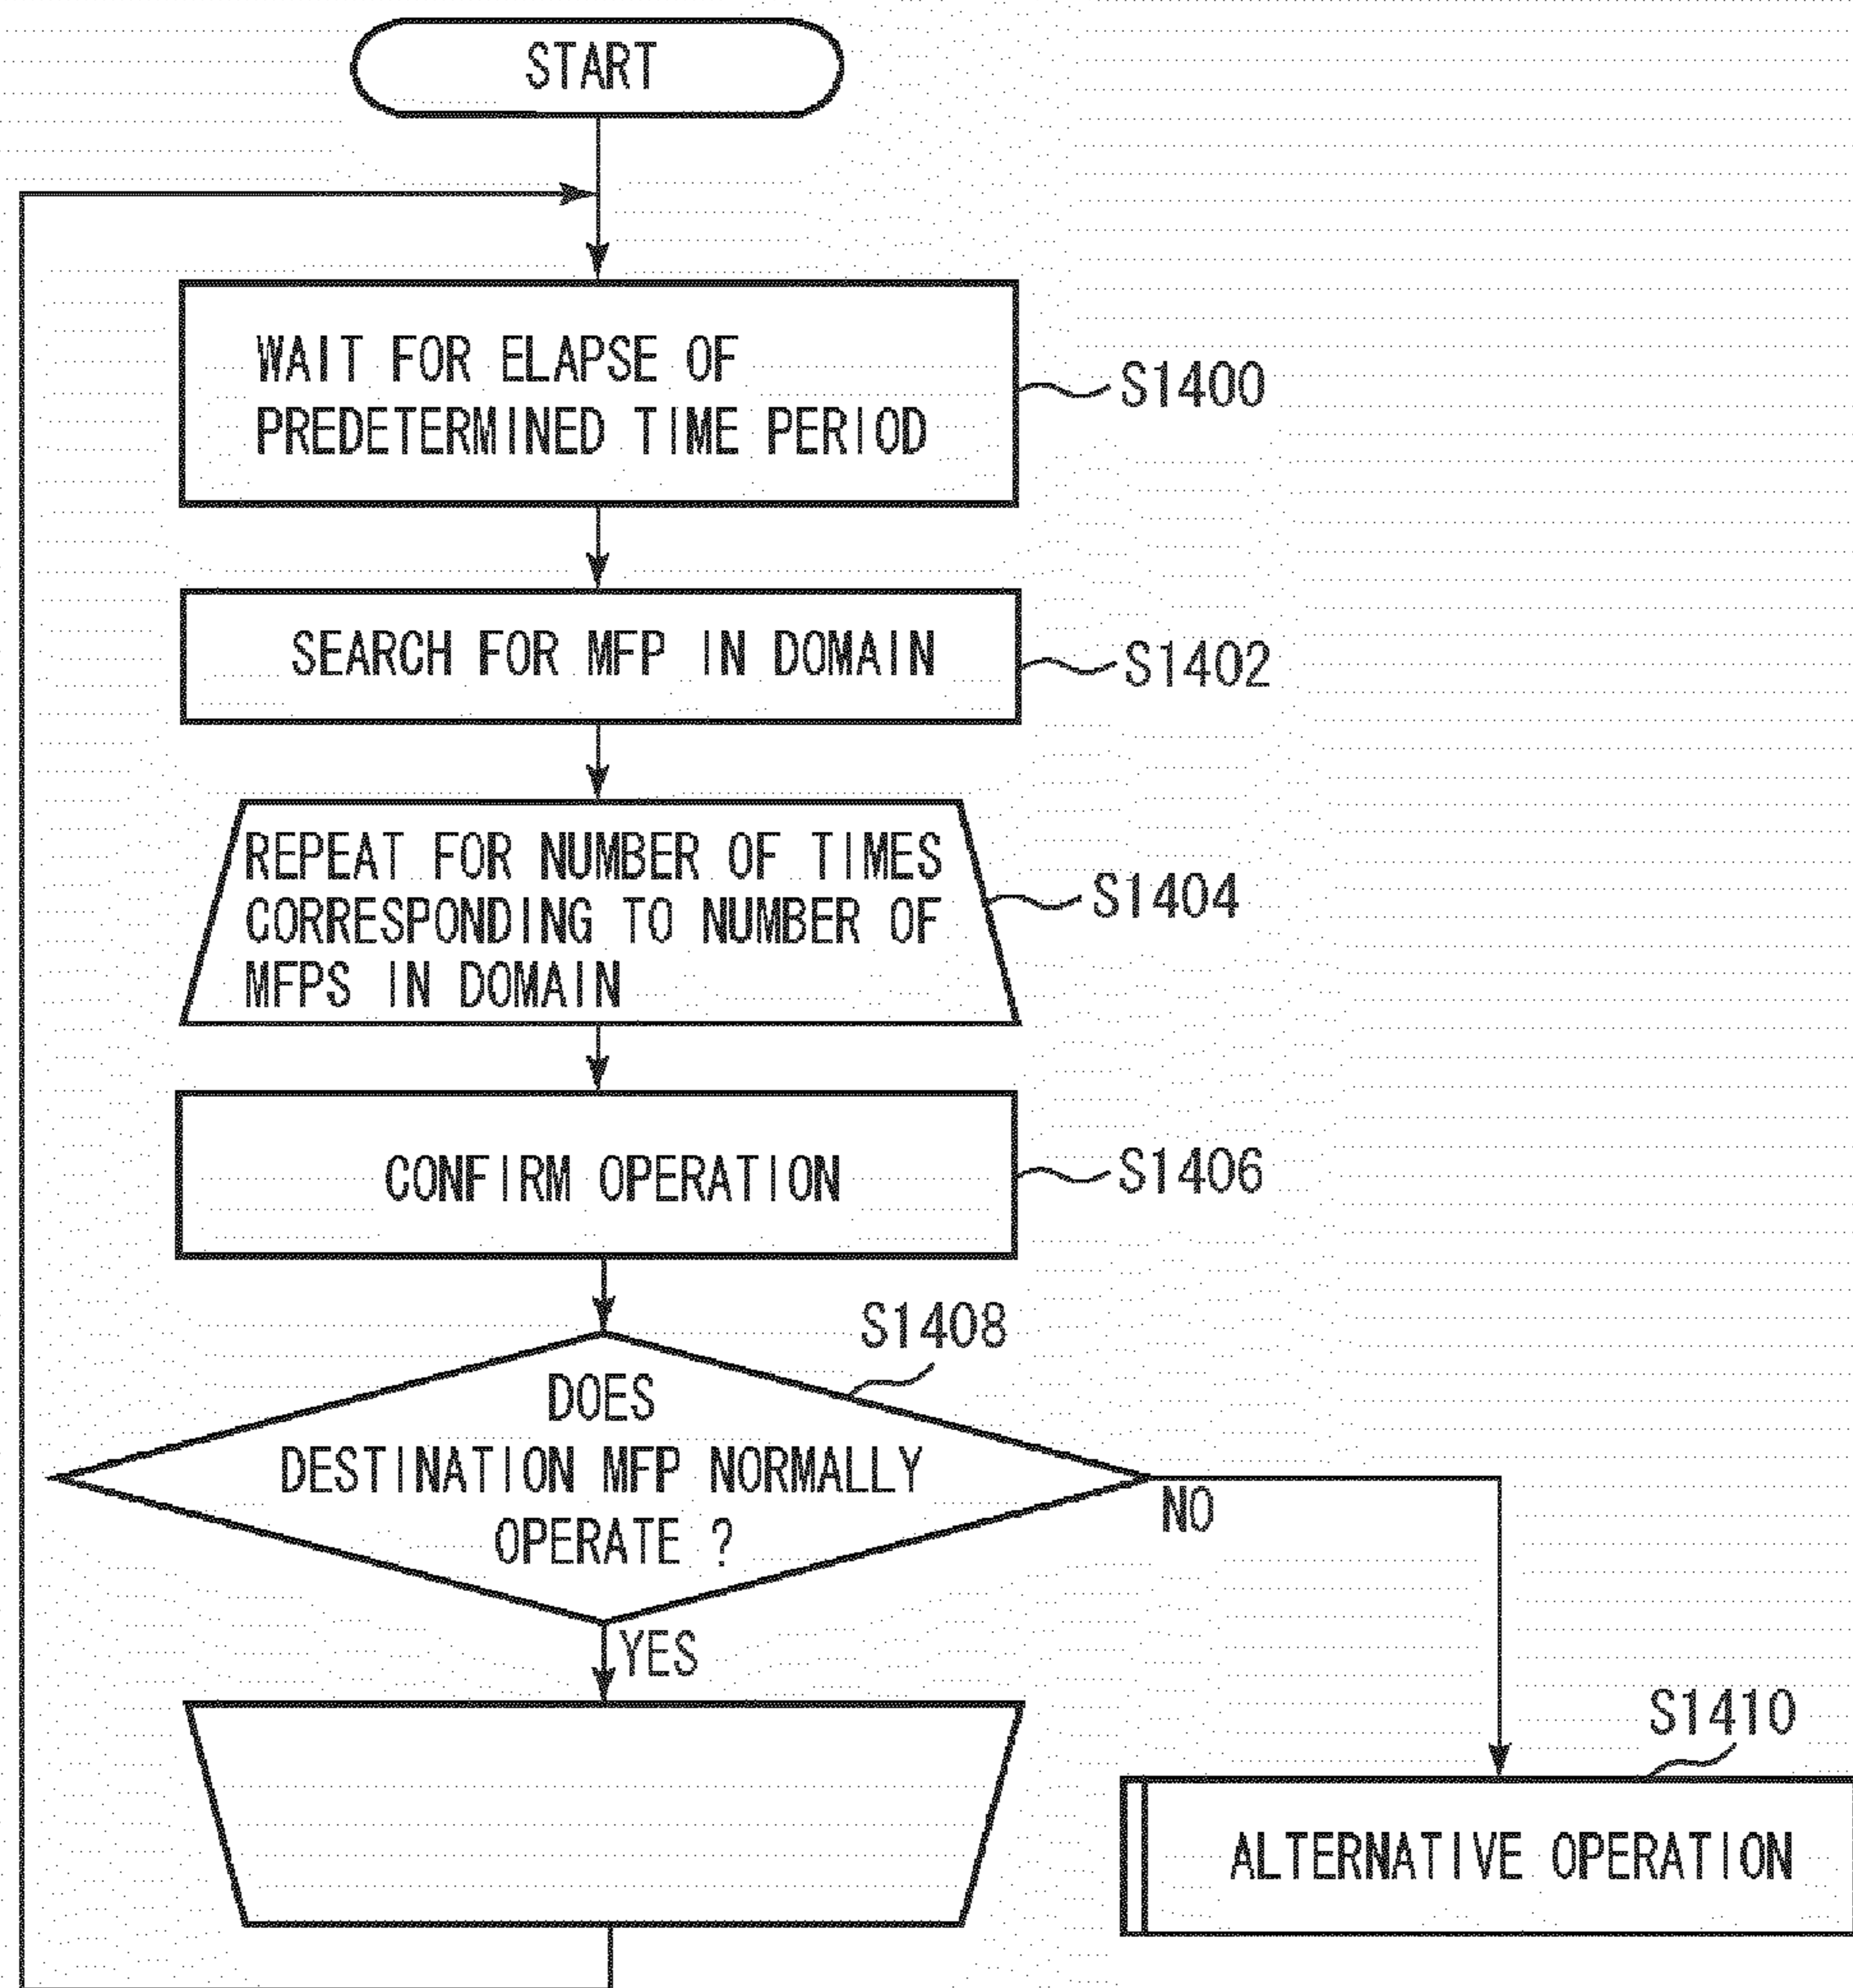 START
WAIT FOR ELAPSE OF
PREDETERMINED TIME PERIOD
S1400
SEARCH FOR MFP IN DOMAIN
S1402
REPEAT FOR NUMBER OF TIMES
CORRESPONDING TO NUMBER OF
MFPS IN DOMAIN
S1404
CONFIRM OPERATION
S1406
S1408
DOES
DESTINATION MFP NORMALLY
OPERATE ?
NO
YES
S1410
ALTERNATIVE OPERATION